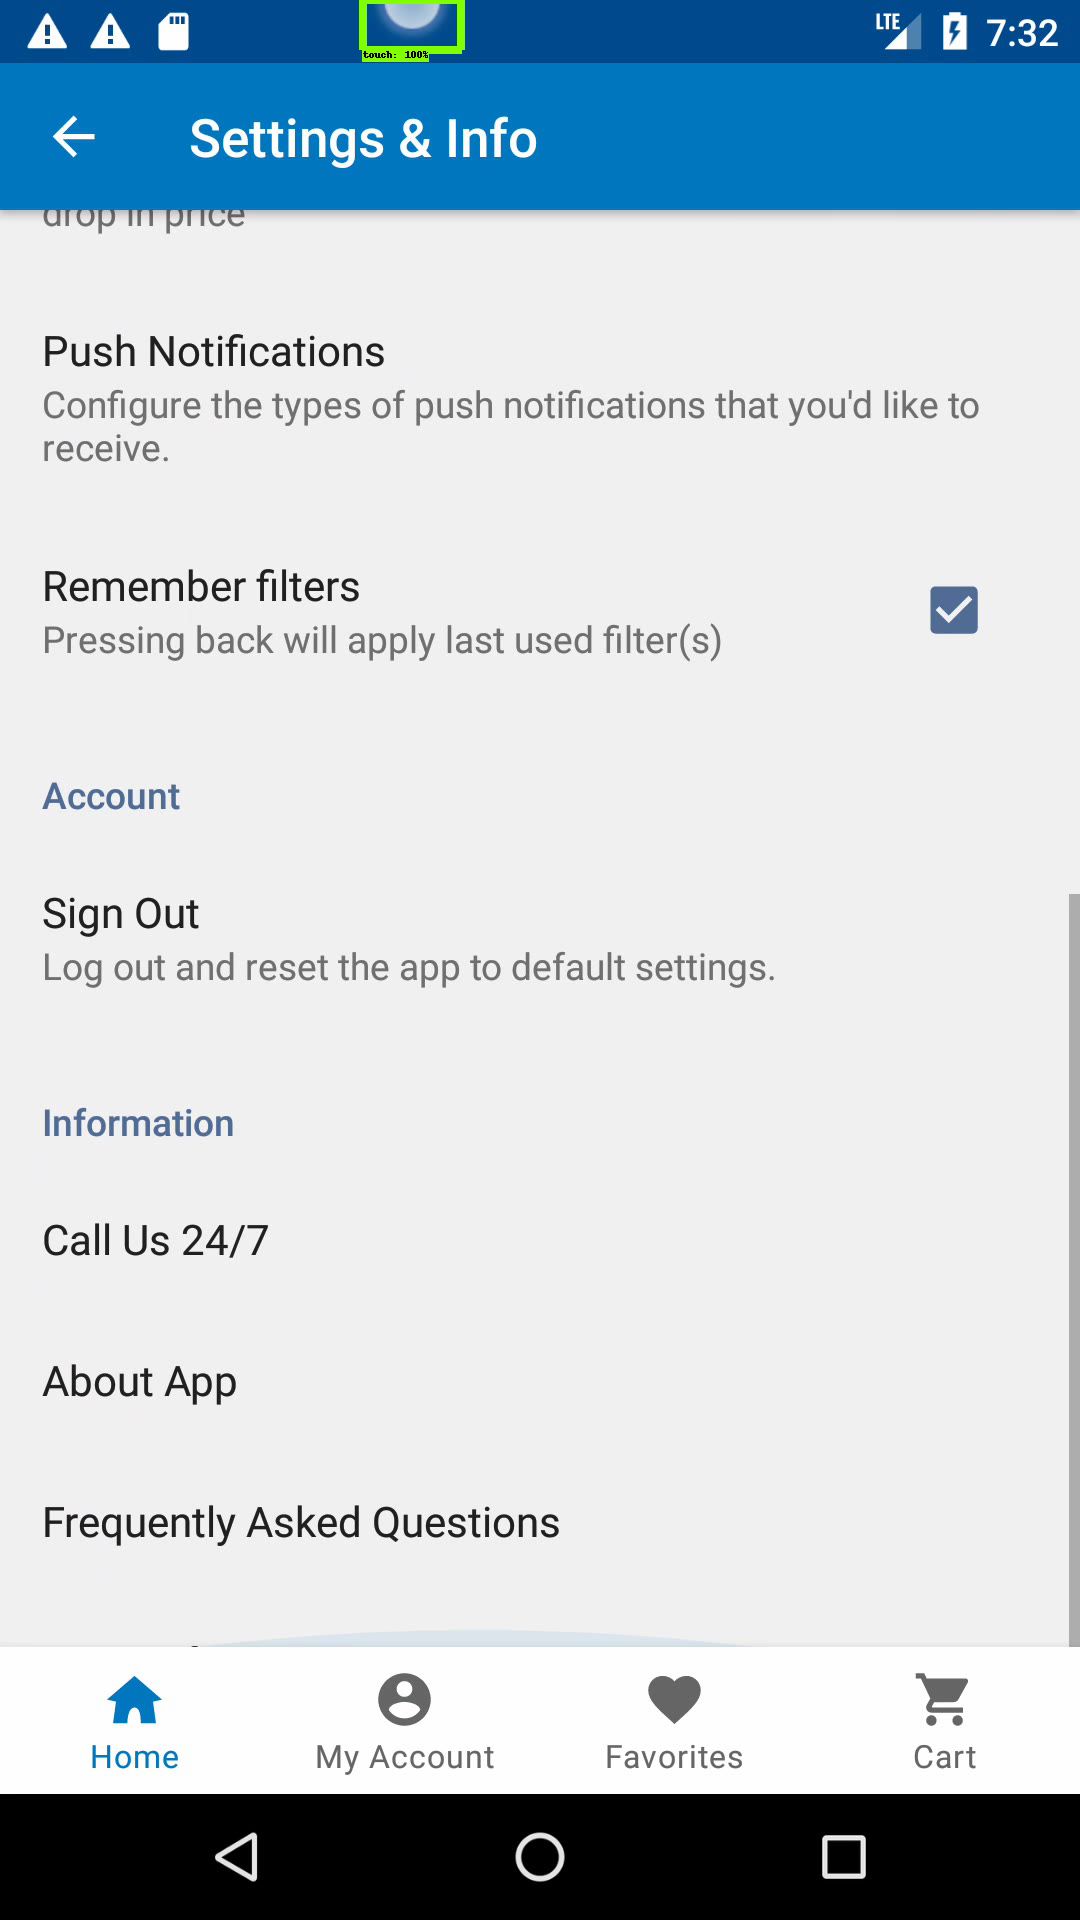 LTE 7:32
touch: 100%
Settings & Info
drop in price
Push Notifications
Configure the types of push notifications that you'd like to
receive.
Remember filters
Pressing back will apply last used filter(s)
Account
Sign Out
Log out and reset the app to default settings.
Information
Call Us 24/7
About App
Frequently Asked Questions
Home My Account Favorites Cart